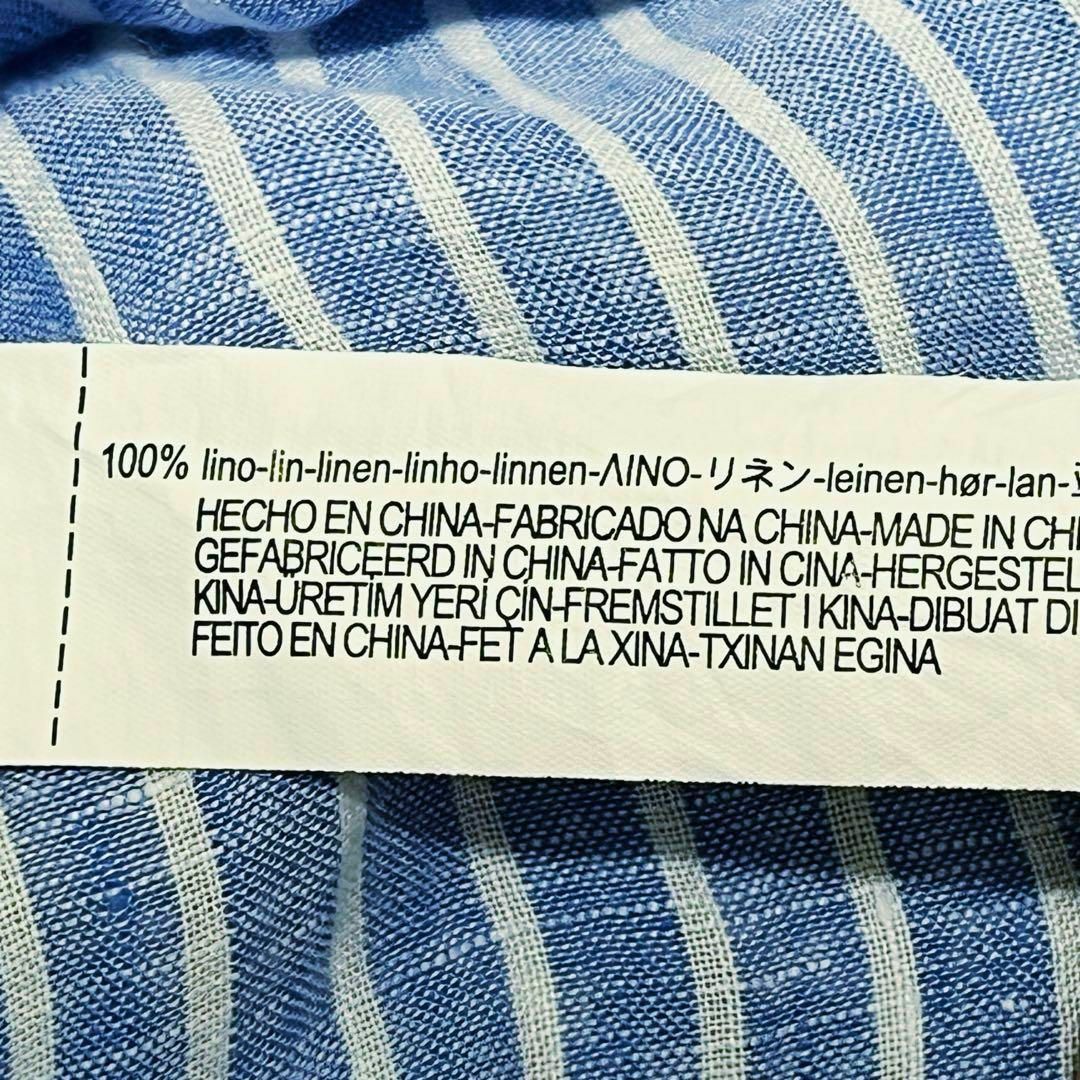 100% lino-lin-linen-linho-linnen-ΛΙΝΟ-リネン-leinen-hør-lan-
HECHO EN CHINA-FABRICADO NA CHINA-MADE IN
GEFABRICEERD IN CHINA-FATTO IN CINA-
KINA-ÜRETİM YERİ ÇİN-FREMSTILLET I KINA-DIBUAT
FEITO EN CHINA-FET A LA XINA-TXINAN EGINA